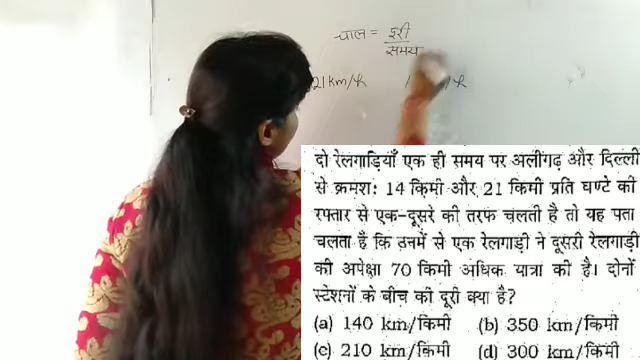 चाल = दूरी
समय
21 km/h
दो रेलगाड़ियाँ एक ही समय पर अलीगढ़ और दिल्ली
से क्रमश: 14 किमी और 21 किमी प्रति घण्टे की
रफ्तार से एक-दूसरे की तरफ चलती है तो यह पता
चलता है कि उनमें से एक रेलगाड़ी ने दूसरी रेलगाड़ी
की अपेक्षा 70 किमी अधिक यात्रा की है। दोनों
स्टेशनों के बीच की दूरी क्या है?
(a) 140 km/किमी (b) 350 km/किमी
(c) 210 km/किमी (d) 300 km/किमी